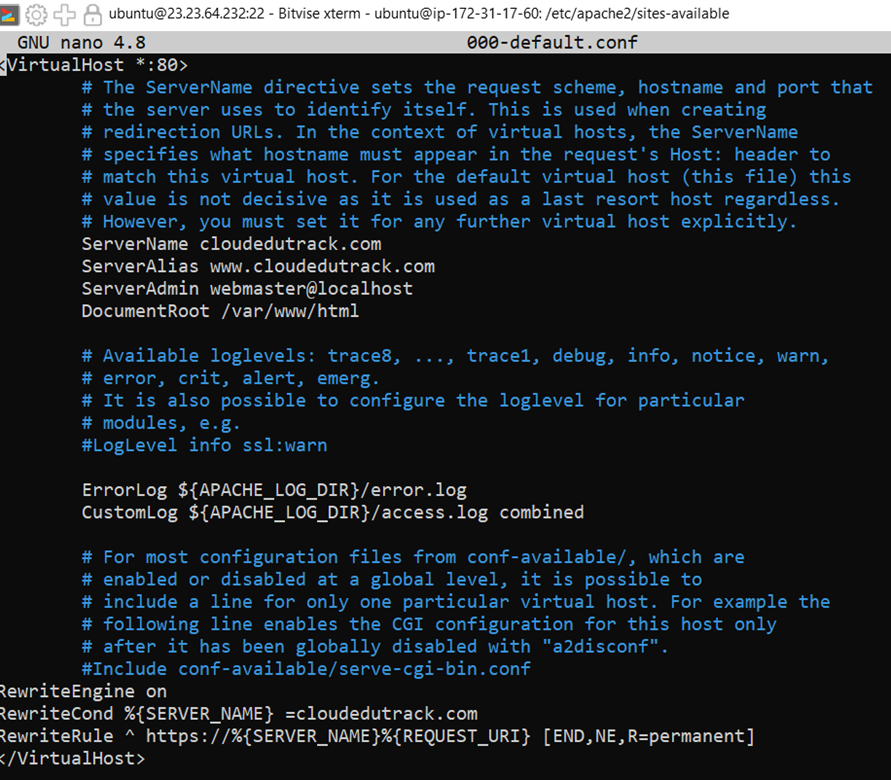 ubuntu@23.23.64.232:22 - Bitvise xterm - ubuntu@ip-172-31-17-60: /etc/apache2/sites-available
GNU nano 4.8 000-default.conf
<VirtualHost *:80>
# The ServerName directive sets the request scheme, hostname and port that
# the server uses to identify itself. This is used when creating
# redirection URLs. In the context of virtual hosts, the ServerName
# specifies what hostname must appear in the request's Host: header to
# match this virtual host. For the default virtual host (this file) this
# value is not decisive as it is used as a last resort host regardless.
# However, you must set it for any further virtual host explicitly.
ServerName cloudedutrack.com
ServerAlias www.cloudedutrack.com
ServerAdmin webmaster@localhost
DocumentRoot /var/www/html
# Available loglevels: trace8, ..., trace1, debug, info, notice, warn,
# error, crit, alert, emerg.
# It is also possible to configure the loglevel for particular
# modules, e.g.
#LogLevel info ssl:warn
ErrorLog ${APACHE_LOG_DIR}/error.log
CustomLog ${APACHE_LOG_DIR}/access.log combined
# For most configuration files from conf-available/, which are
# enabled or disabled at a global level, it is possible to
# include a line for only one particular virtual host. For example the
# following line enables the CGI configuration for this host only
# after it has been globally disabled with "a2disconf".
#Include conf-available/serve-cgi-bin.conf
RewriteEngine on
RewriteCond %{SERVER_NAME} =cloudedutrack.com
RewriteRule ^ https://%{SERVER_NAME}%{REQUEST_URI} [END,NE,R=permanent]
</VirtualHost>